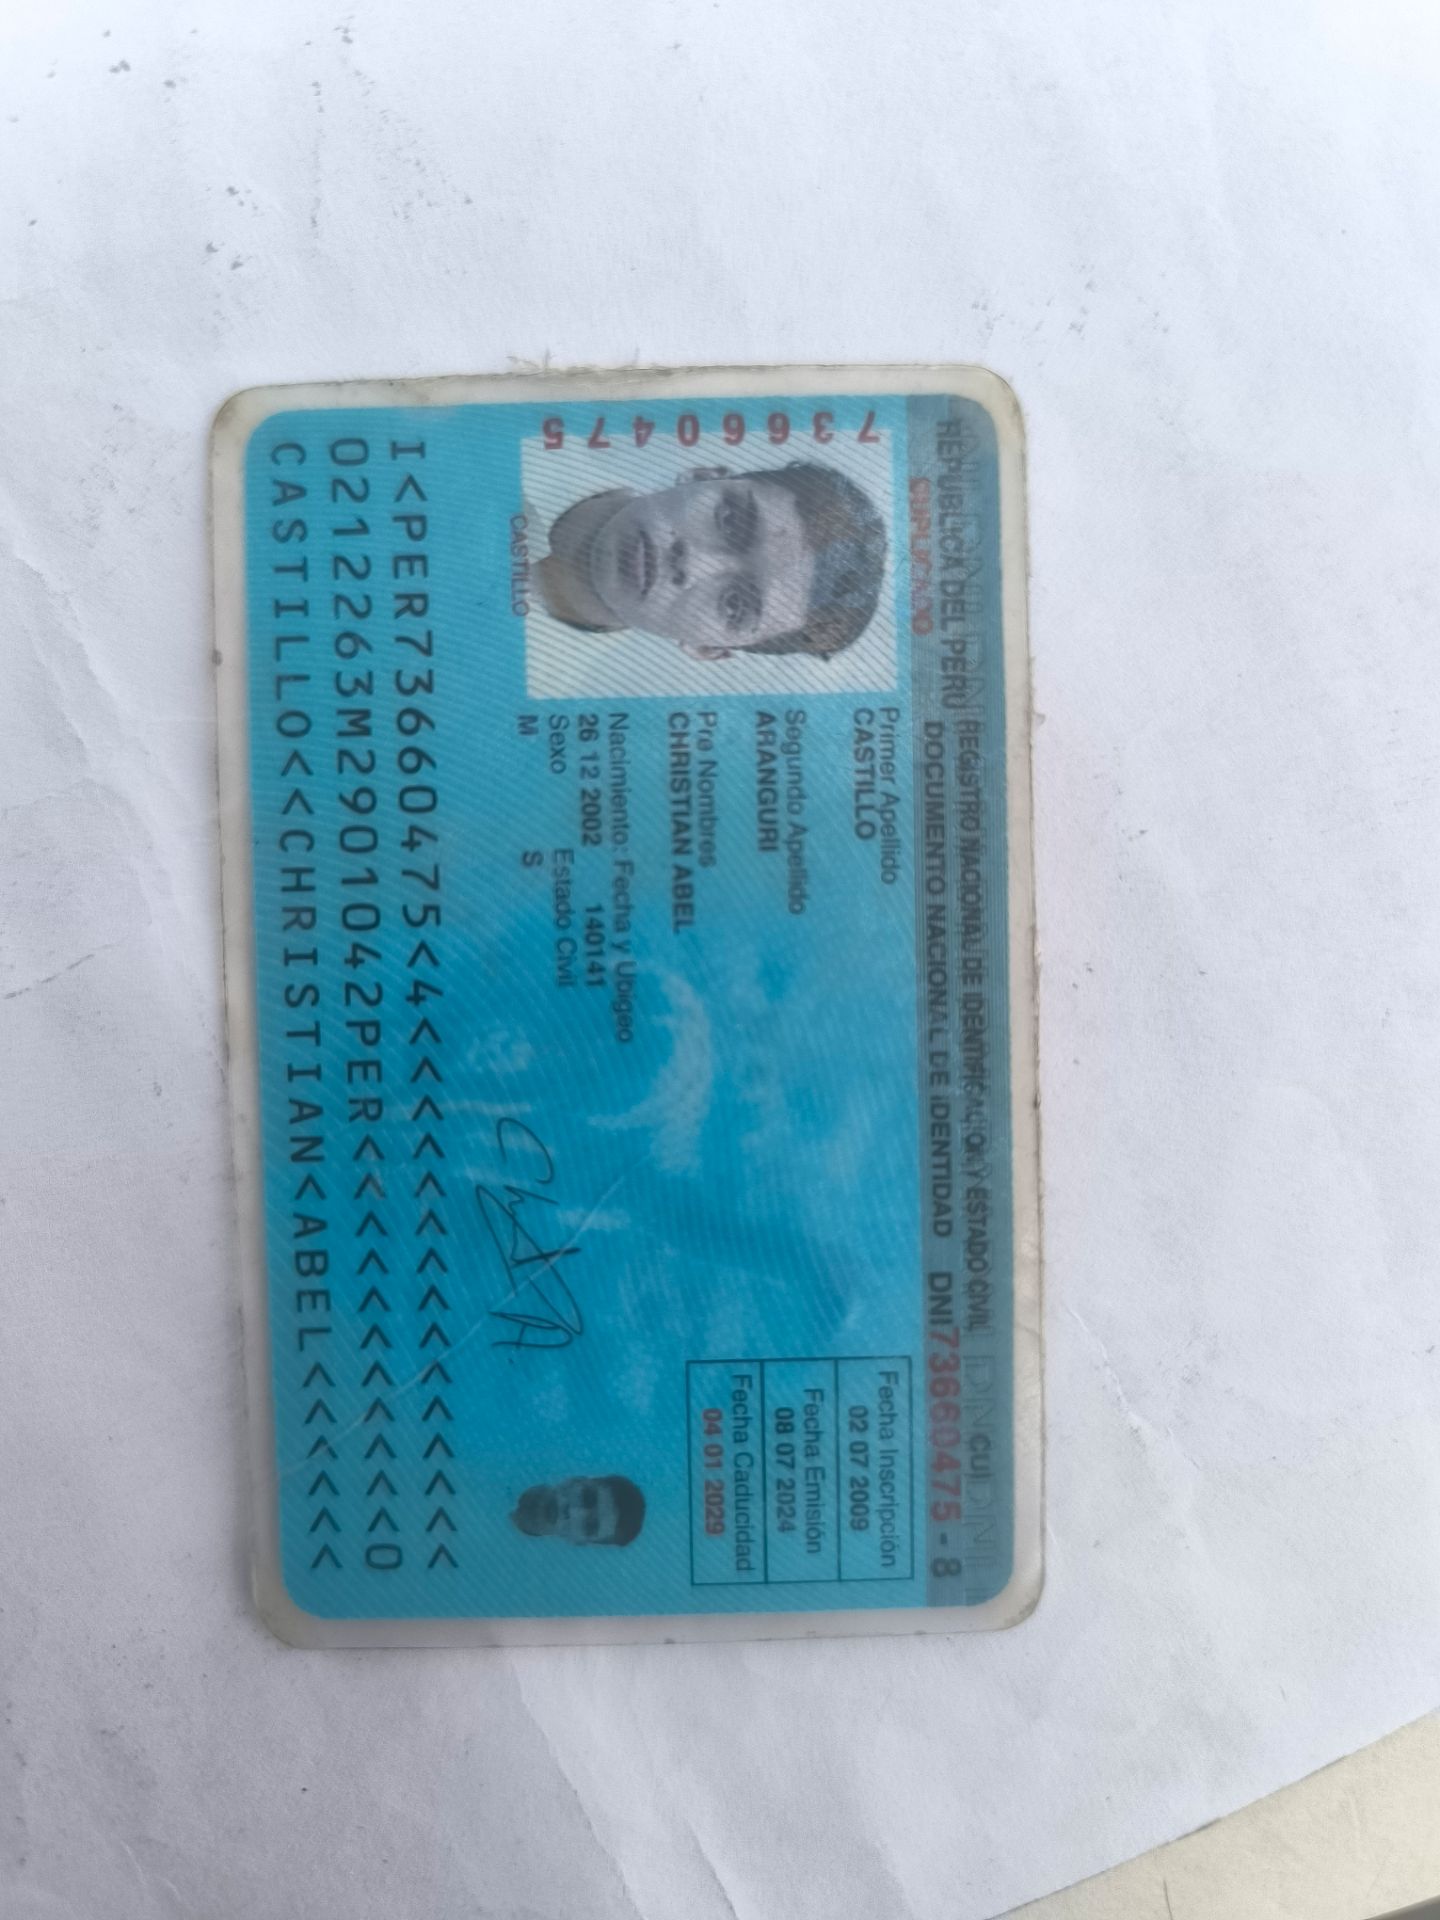 REPUBLICA DEL PERU REGISTRO NACIONAL DE IDENTIFICACION Y ESTADO CIVIL CUI
DUPLICADO DOCUMENTO NACIONAL DE IDENTIDAD DNI 73660475 - 8
73660475
CASTILLO
Primer Apellido
CASTILLO
Segundo Apellido
ARANGURI
Pre Nombres
CHRISTIAN ABEL
Nacimiento: Fecha y Ubigeo
26 12 2002 140141
Sexo Estado Civil
M S
Fecha Inscripción
02 07 2009
Fecha Emisión
08 07 2024
Fecha Caducidad
04 01 2029
I<PER73660475<4<<<<<<<<<<<<<<<
0212263M2901042PER<<<<<<<<<<<0
CASTILLO<<CHRISTIAN<ABEL<<<<<<